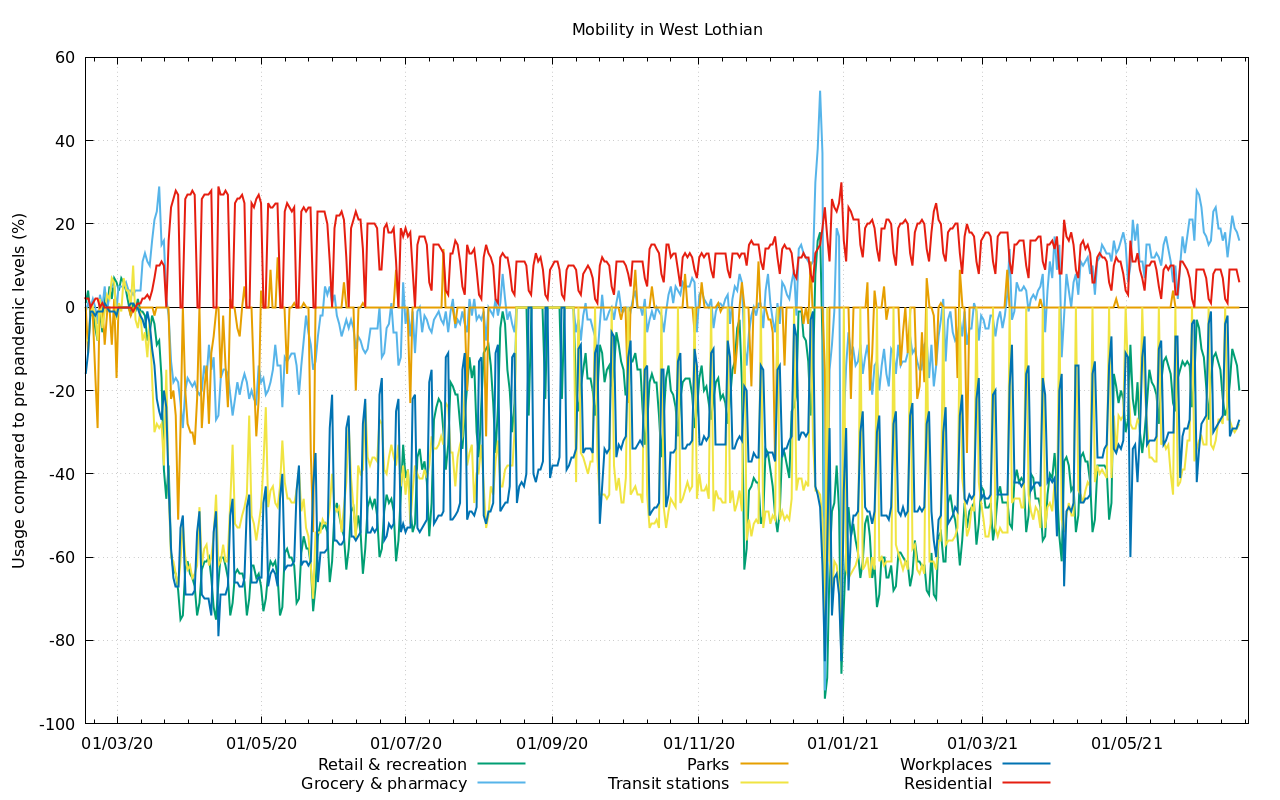 Mobility in West Lothian
Usage compared to pre pandemic levels (%)
60
40
20
0
-20
-40
-60
-80
-100
01/03/20 01/05/20 01/07/20 01/09/20 01/11/20 01/01/21 01/03/21 01/05/21
Retail & recreation Parks Workplaces
Grocery & pharmacy Transit stations Residential